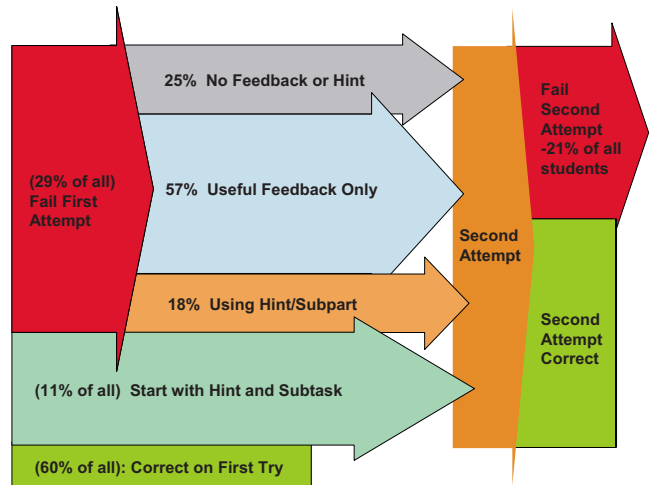 25% No Feedback or Hint
(29% of all)
Fail First
Attempt
57% Useful Feedback Only
18% Using Hint/Subpart
(11% of all) Start with Hint and Subtask
(60% of all): Correct on First Try
Second
Attempt
Fail
Second
Attempt
-21% of all
students
Second
Attempt
Correct